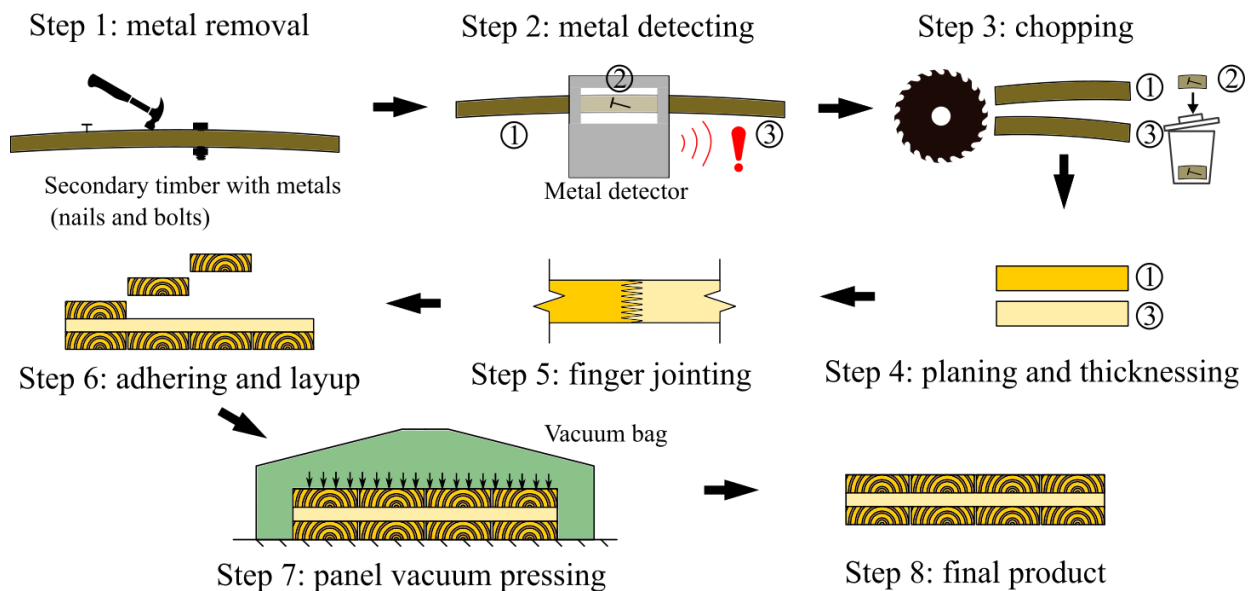 Step 1: metal removal
Step 2: metal detecting
Step 3: chopping
②
①
③
①
③
②
Secondary timber with metals
(nails and bolts)
Metal detector
①
③
Step 6: adhering and layup
Step 5: finger jointing
Step 4: planing and thicknessing
Vacuum bag
Step 7: panel vacuum pressing
Step 8: final product